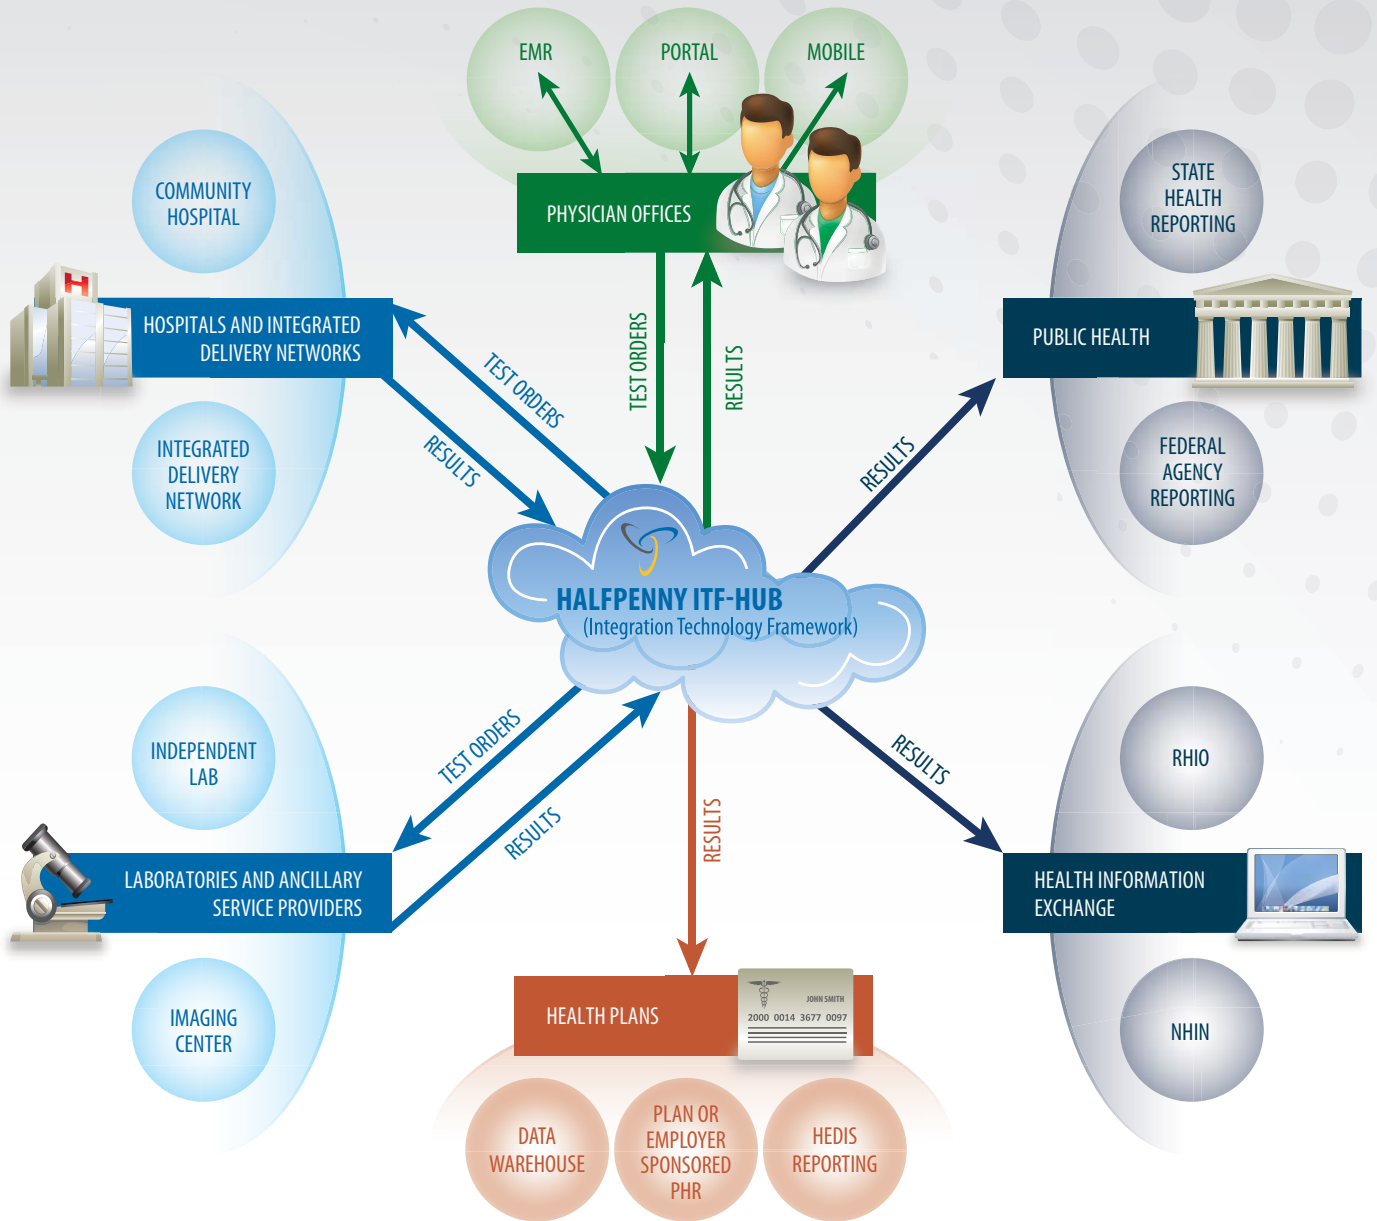 EMR
PORTAL
MOBILE
PHYSICIAN OFFICES
COMMUNITY
HOSPITAL
H
HOSPITALS AND INTEGRATED
DELIVERY NETWORKS
INTEGRATED
DELIVERY
NETWORK
STATE
HEALTH
REPORTING
PUBLIC HEALTH
FEDERAL
AGENCY
REPORTING
TEST ORDERS
RESULTS
TEST ORDERS
RESULTS
RESULTS
HALFPENNY ITF-HUB
(Integration Technology Framework)
TEST ORDERS
RESULTS
RESULTS
RESULTS
INDEPENDENT
LAB
LABORATORIES AND ANCILLARY
SERVICE PROVIDERS
IMAGING
CENTER
RHIO
HEALTH INFORMATION
EXCHANGE
NHIN
HEALTH PLANS
JOHN SMITH
2000 0014 3677 0097
DATA
WAREHOUSE
PLAN OR
EMPLOYER
SPONSORED
PHR
HEDIS
REPORTING